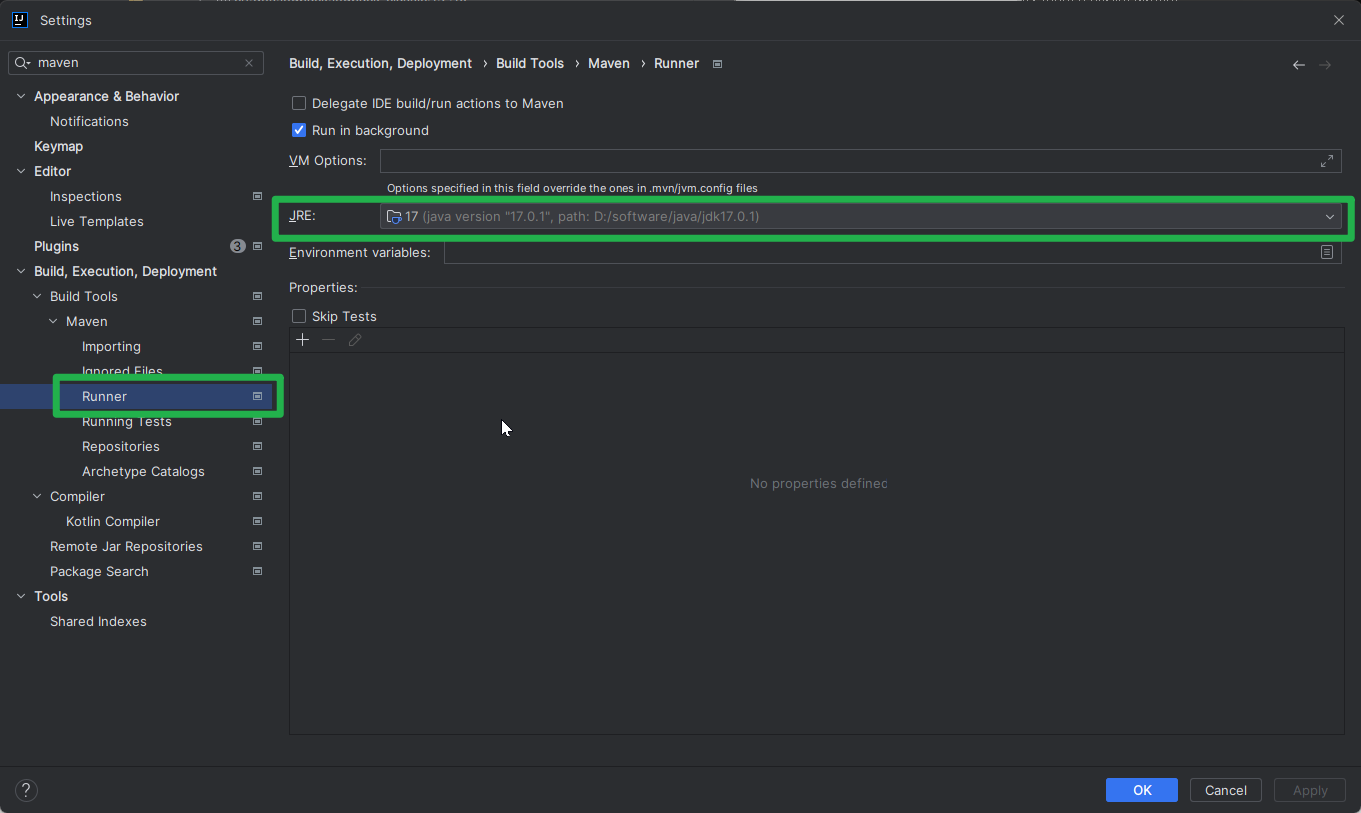 Settings
maven
Appearance & Behavior
Notifications
Keymap
Editor
Inspections
Live Templates
Plugins 3
Build, Execution, Deployment
Build Tools
Maven
Importing
Ignored Files
Runner
Running Tests
Repositories
Archetype Catalogs
Compiler
Kotlin Compiler
Remote Jar Repositories
Package Search
Tools
Shared Indexes
Build, Execution, Deployment › Build Tools › Maven › Runner
Delegate IDE build/run actions to Maven
Run in background
VM Options:
Options specified in this field override the ones in .mvn/jvm.config files
JRE: 17 (java version "17.0.1", path: D:/software/java/jdk17.0.1)
Environment variables:
Properties:
Skip Tests
No properties defined
?
OK Cancel Apply